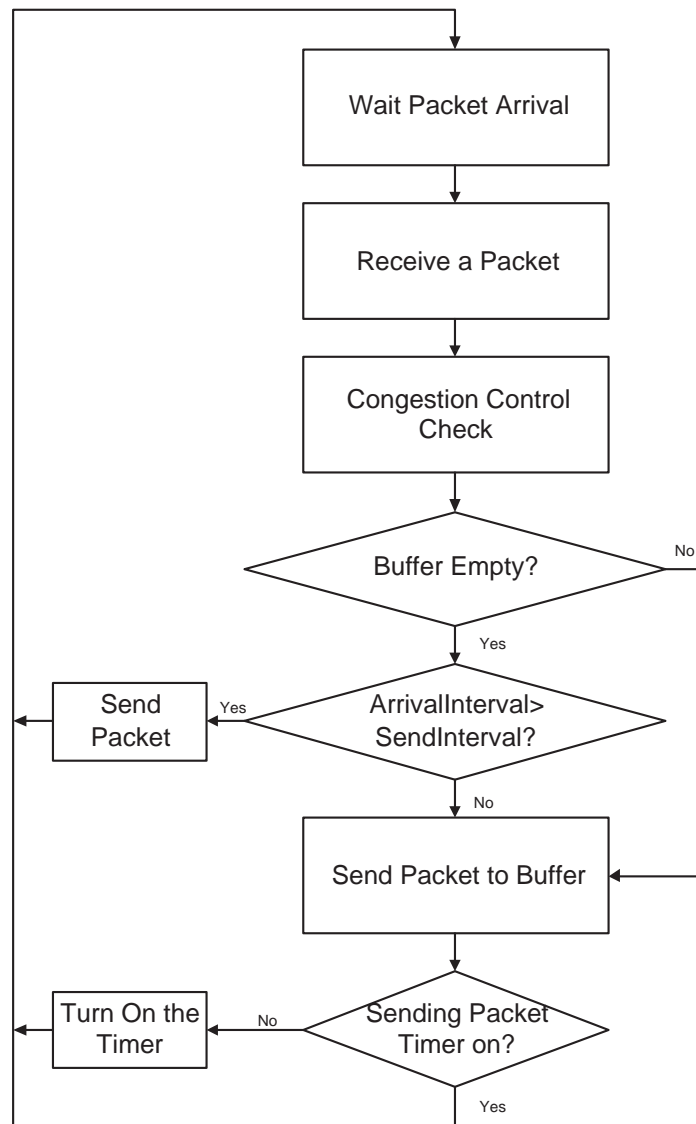 Wait Packet Arrival
Receive a Packet
Congestion Control
Check
Buffer Empty?
No
Yes
ArrivalInterval>
SendInterval?
Yes
Send
Packet
No
Send Packet to Buffer
Sending Packet
Timer on?
No
Turn On the
Timer
Yes